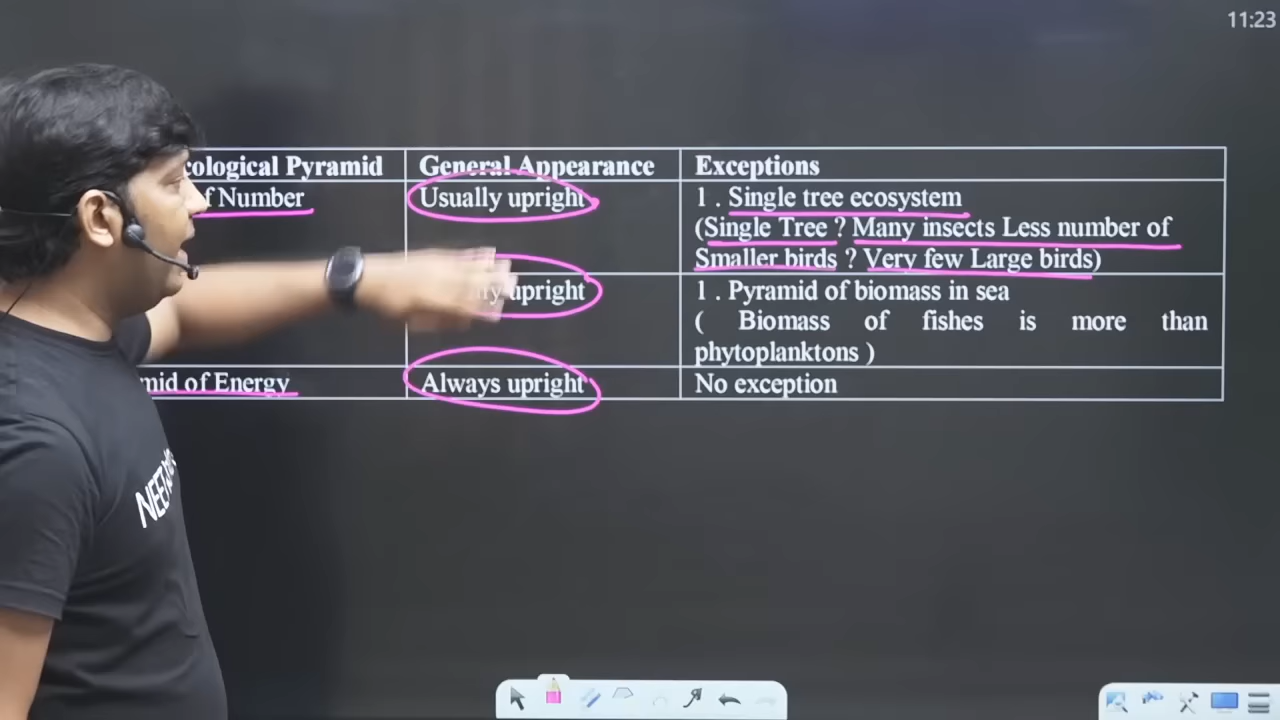 11:23
cological Pyramid General Appearance Exceptions
f Number Usually upright 1 . Single tree ecosystem
(Single Tree ? Many insects Less number of
Smaller birds ? Very few Large birds)
upright 1 . Pyramid of biomass in sea
( Biomass of fishes is more than
phytoplanktons )
mid of Energy Always upright No exception
NEET